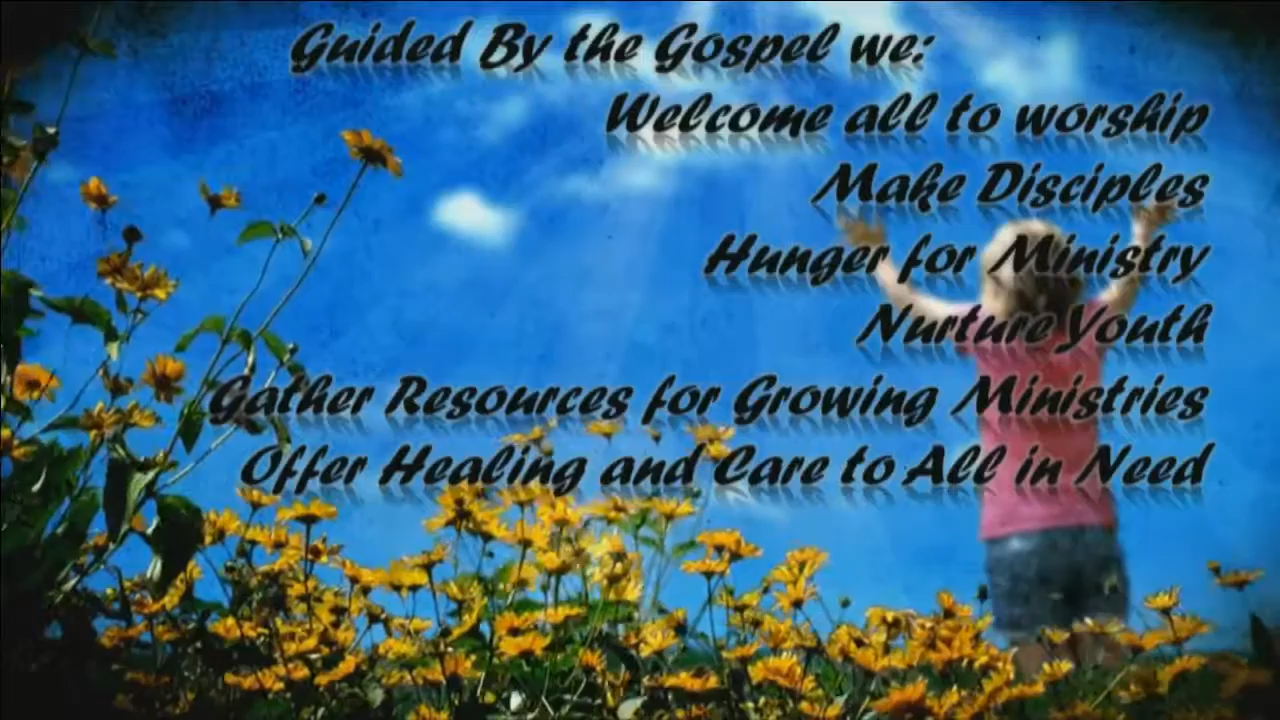 Guided By the Gospel we:
Welcome all to worship
Make Disciples
Hunger for Ministry
Nurture Youth
Gather Resources for Growing Ministries
Offer Healing and Care to All in Need